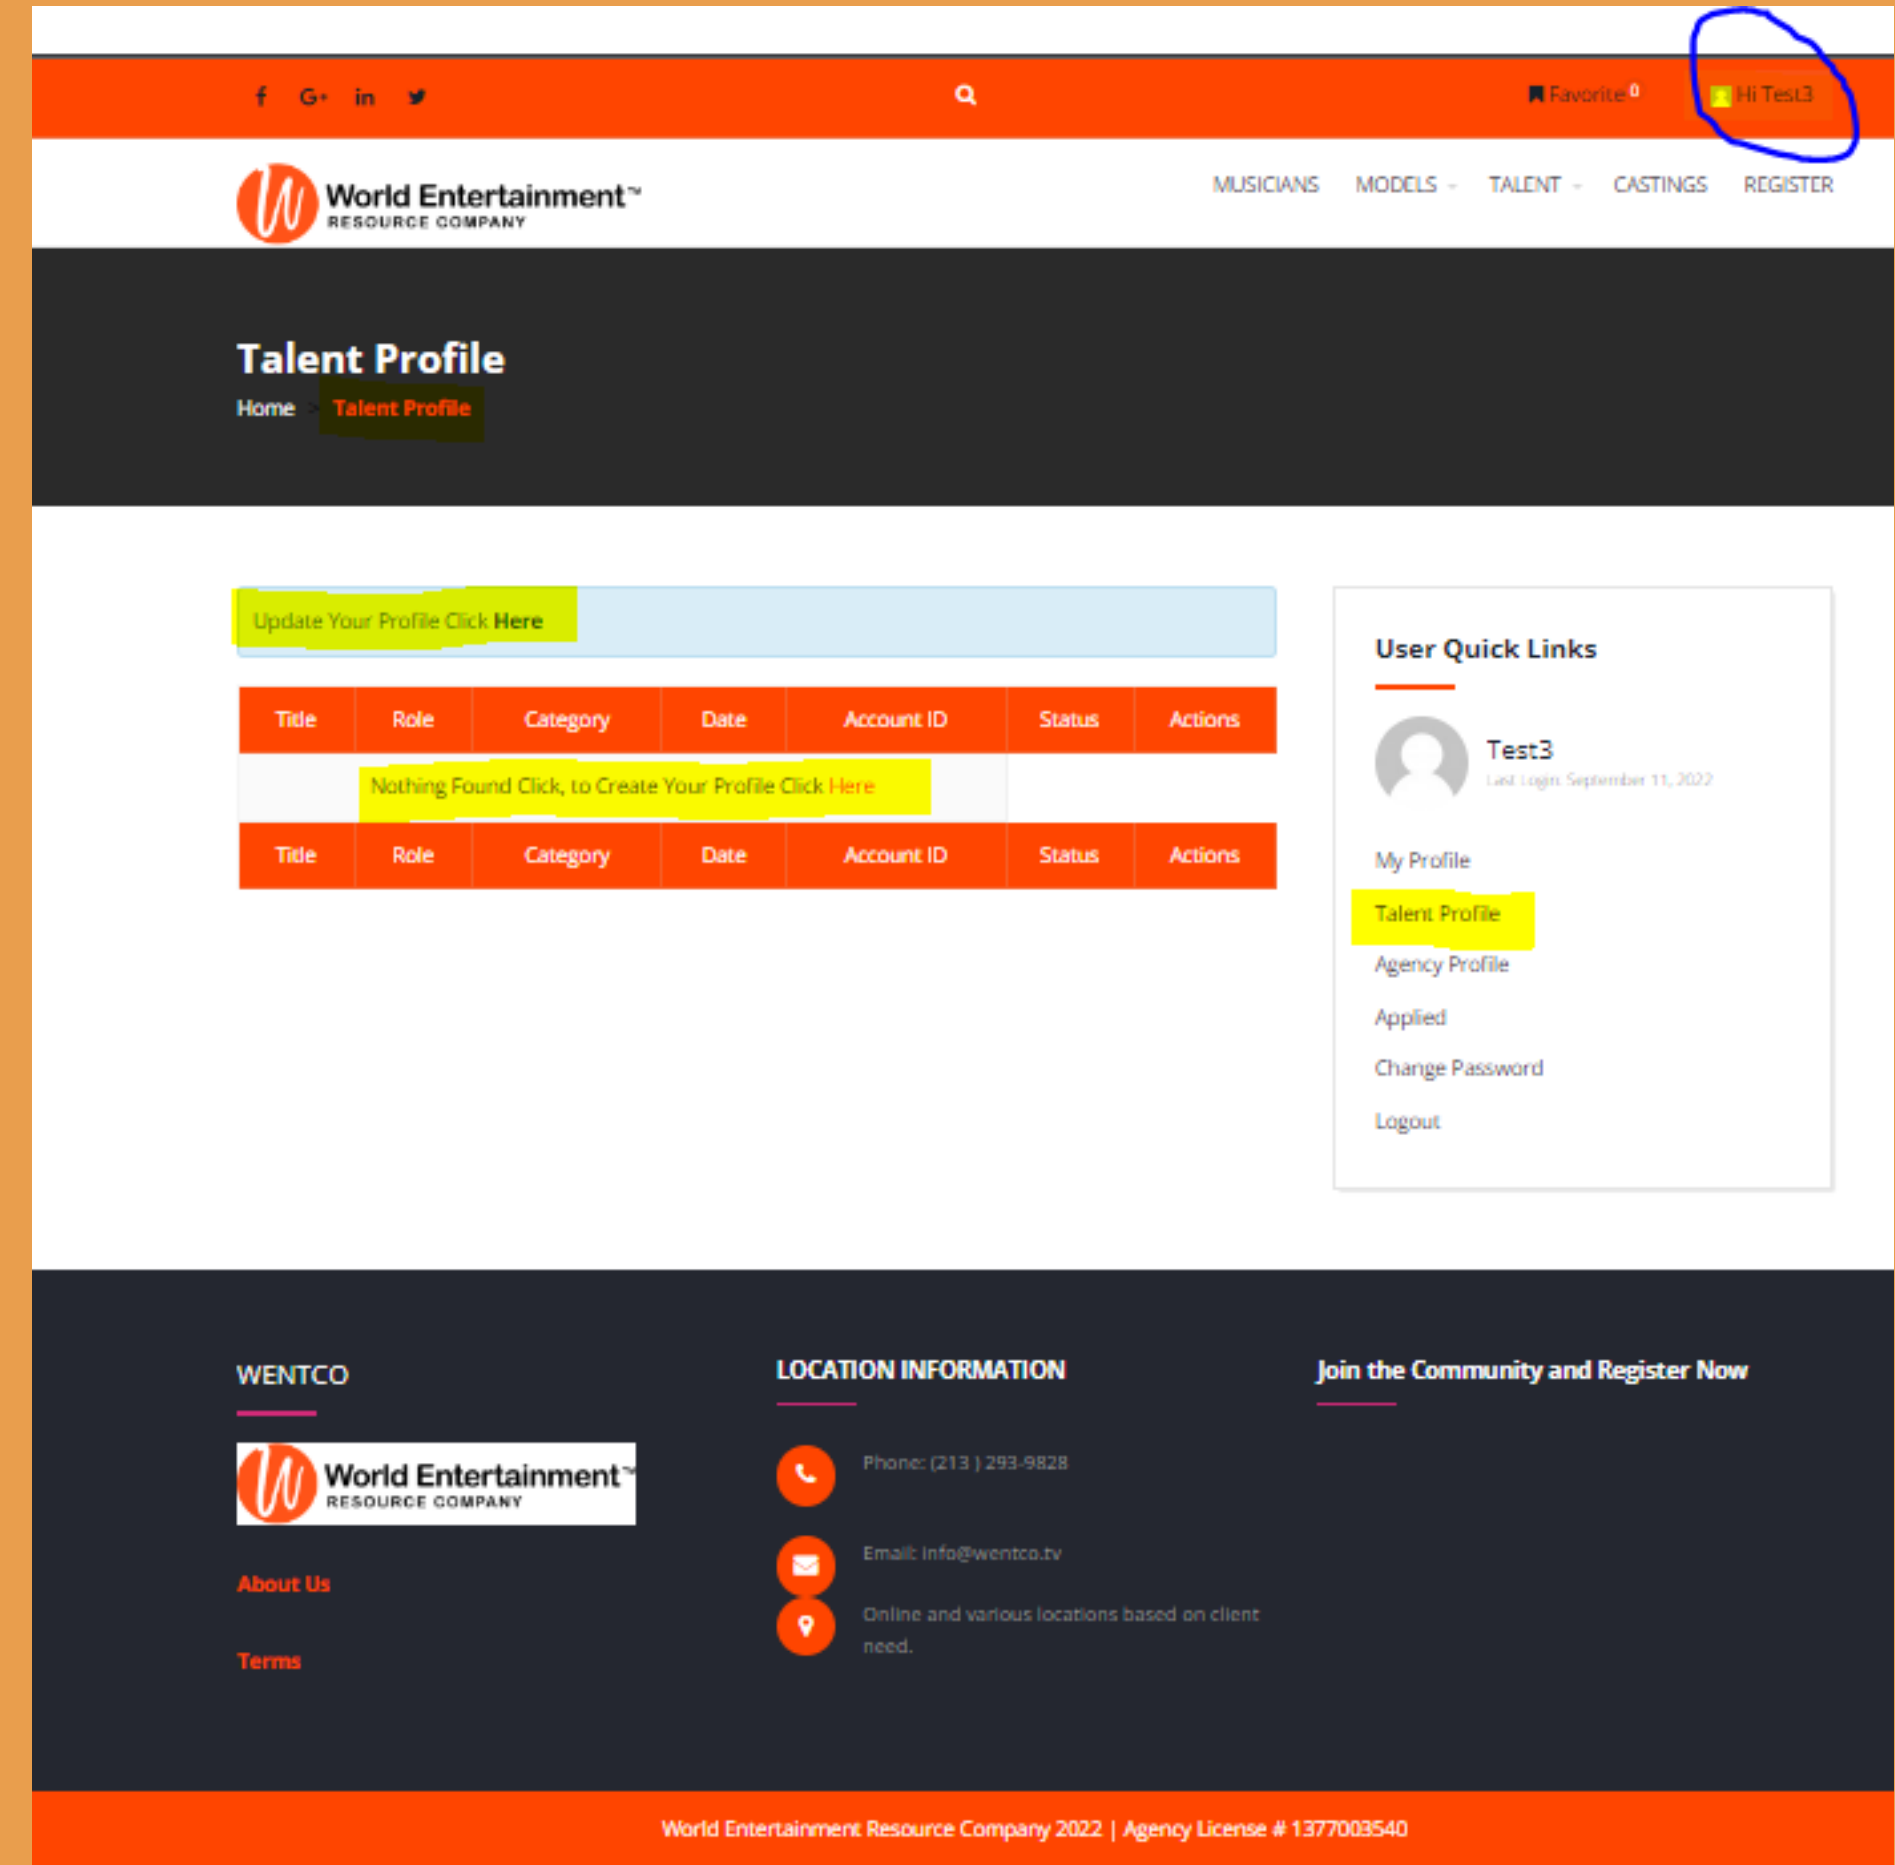 Favorite 0
Hi Test3
World Entertainment™
RESOURCE COMPANY
MUSICIANS MODELS TALENT CASTINGS REGISTER
Talent Profile
Home > Talent Profile
Update Your Profile Click Here
Title Role Category Date Account ID Status Actions
Nothing Found Click, to Create Your Profile Click Here
Title Role Category Date Account ID Status Actions
User Quick Links
Test3
Last Login: September 11, 2022
My Profile
Talent Profile
Agency Profile
Applied
Change Password
Logout
WENTCO
World Entertainment™
RESOURCE COMPANY
About Us
Terms
LOCATION INFORMATION
Phone: (213 ) 293-9828
Email: info@wentco.tv
Online and various locations based on client
need.
Join the Community and Register Now
World Entertainment Resource Company 2022 | Agency License # 1377003540